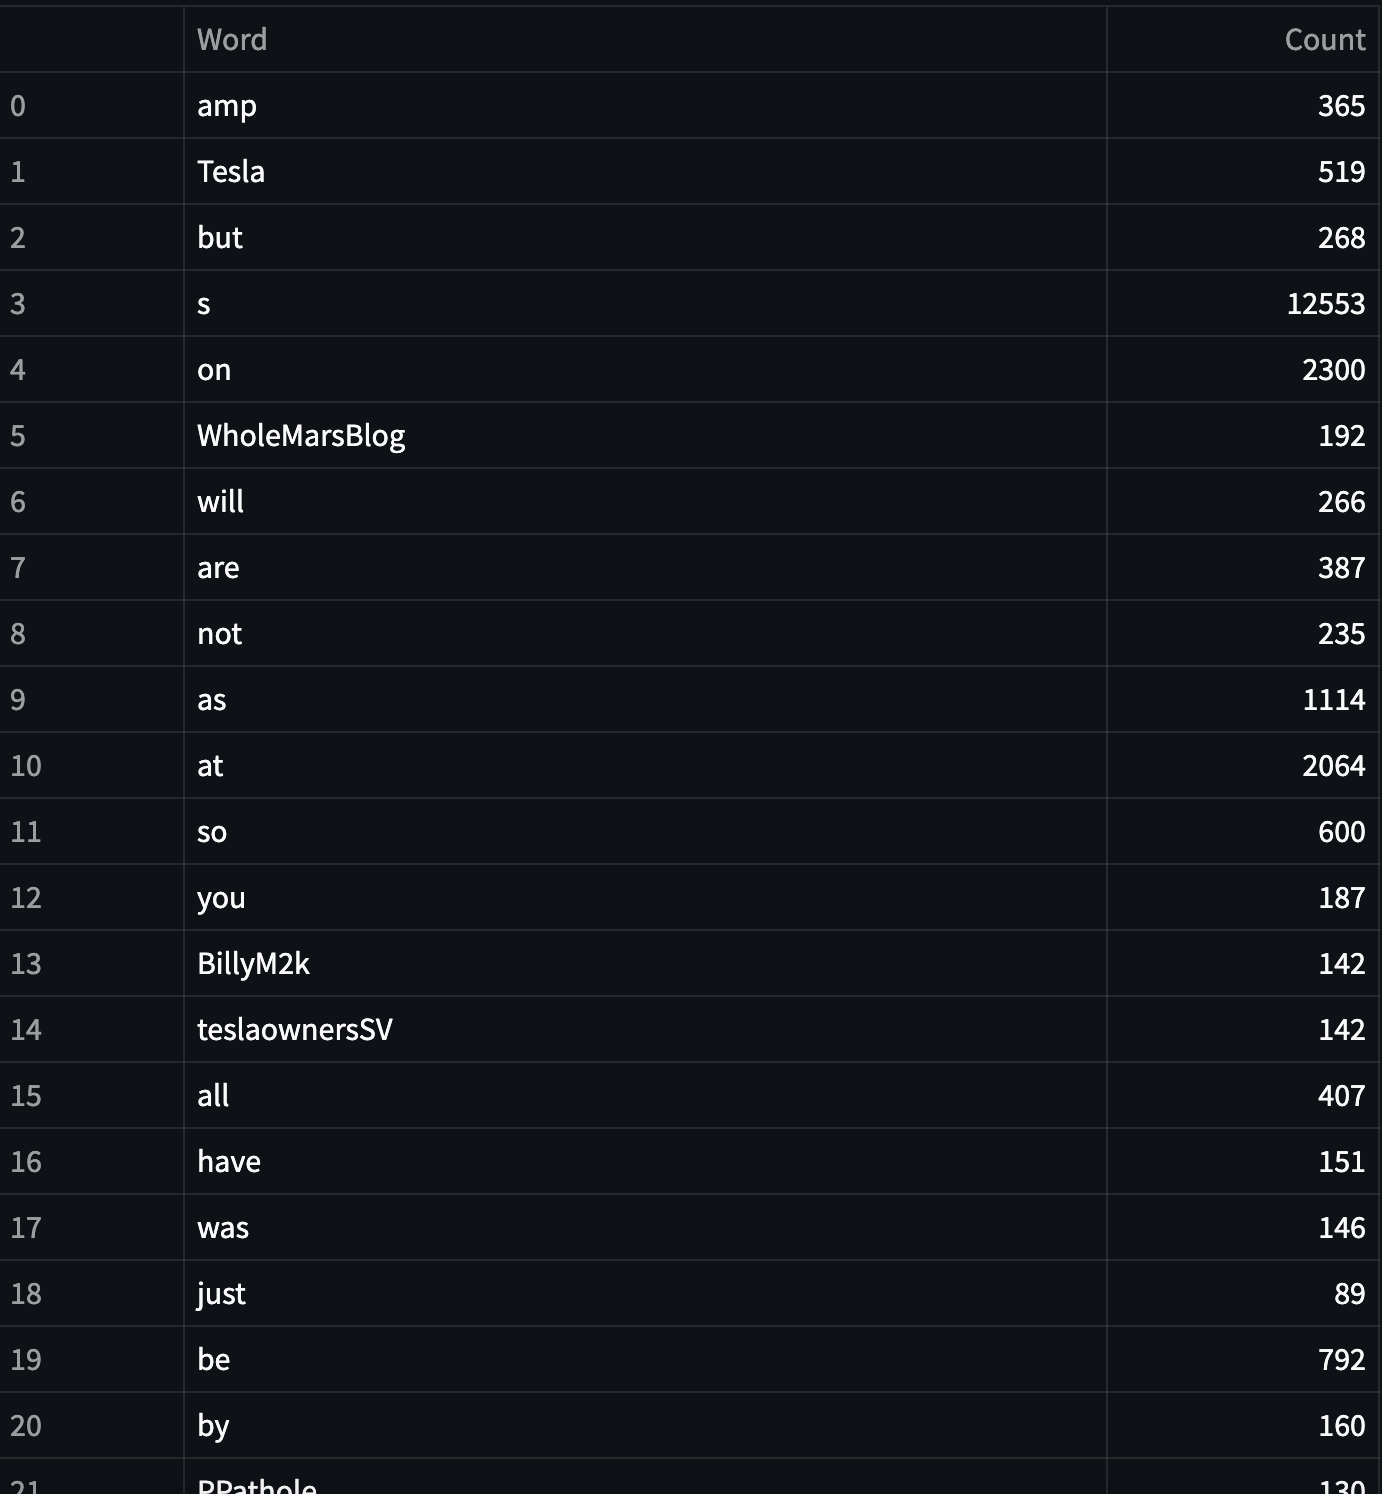 Word Count
0 amp 365
1 Tesla 519
2 but 268
3 s 12553
4 on 2300
5 WholeMarsBlog 192
6 will 266
7 are 387
8 not 235
9 as 1114
10 at 2064
11 so 600
12 you 187
13 BillyM2k 142
14 teslaownersSV 142
15 all 407
16 have 151
17 was 146
18 just 89
19 be 792
20 by 160
21 PPathole 130